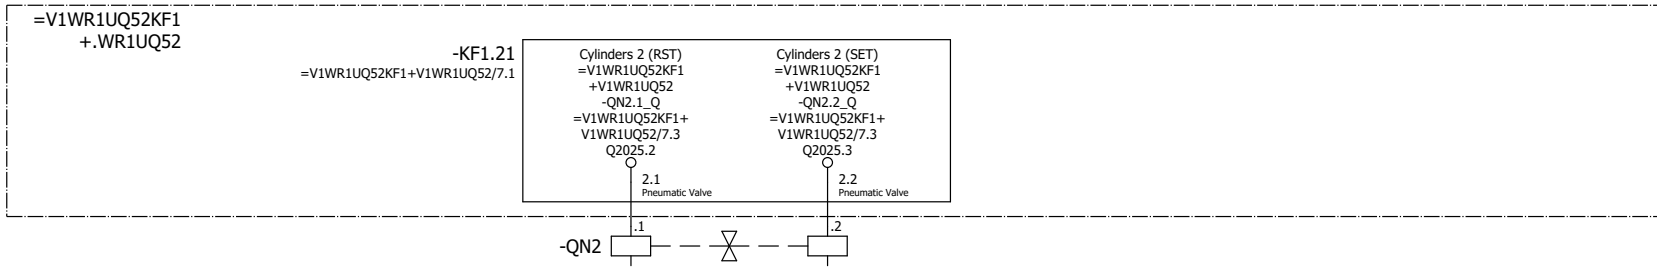 =V1WR1UQ52KF1
+.WR1UQ52
-KF1.21
=V1WR1UQ52KF1+V1WR1UQ52/7.1
Cylinders 2 (RST)
=V1WR1UQ52KF1
+V1WR1UQ52
-QN2.1_Q
=V1WR1UQ52KF1+
V1WR1UQ52/7.3
Q2025.2
2.1
Pneumatic Valve
Cylinders 2 (SET)
=V1WR1UQ52KF1
+V1WR1UQ52
-QN2.2_Q
=V1WR1UQ52KF1+
V1WR1UQ52/7.3
Q2025.3
2.2
Pneumatic Valve
-QN2
.1
.2